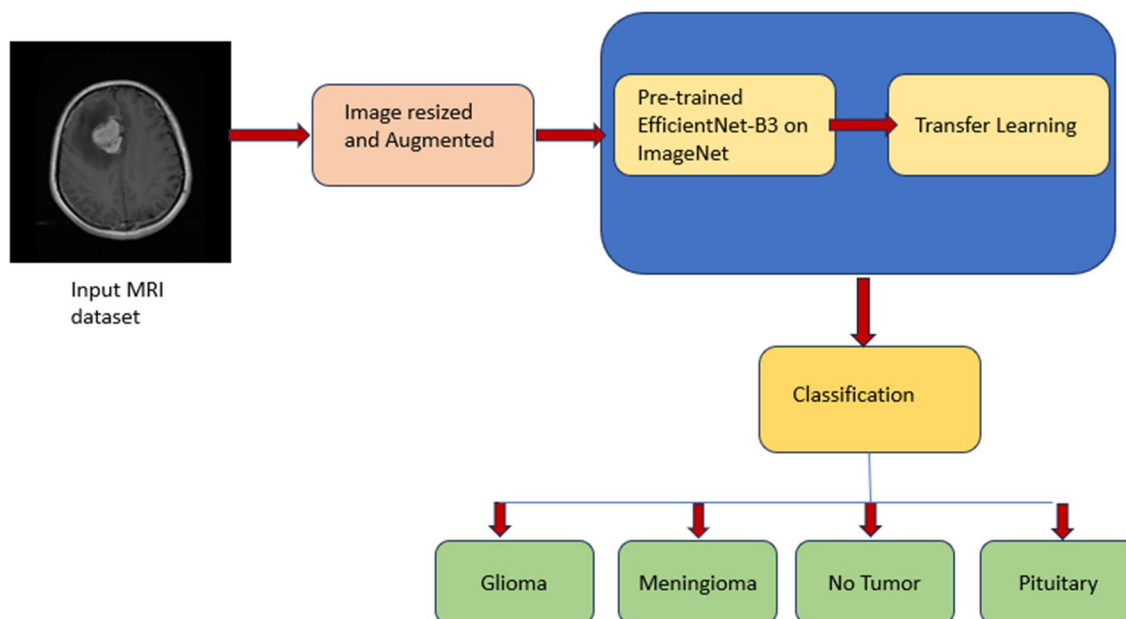 Input MRI
dataset
Image resized
and Augmented
Pre-trained
EfficientNet-B3 on
ImageNet
Transfer Learning
Classification
Glioma
Meningioma
No Tumor
Pituitary